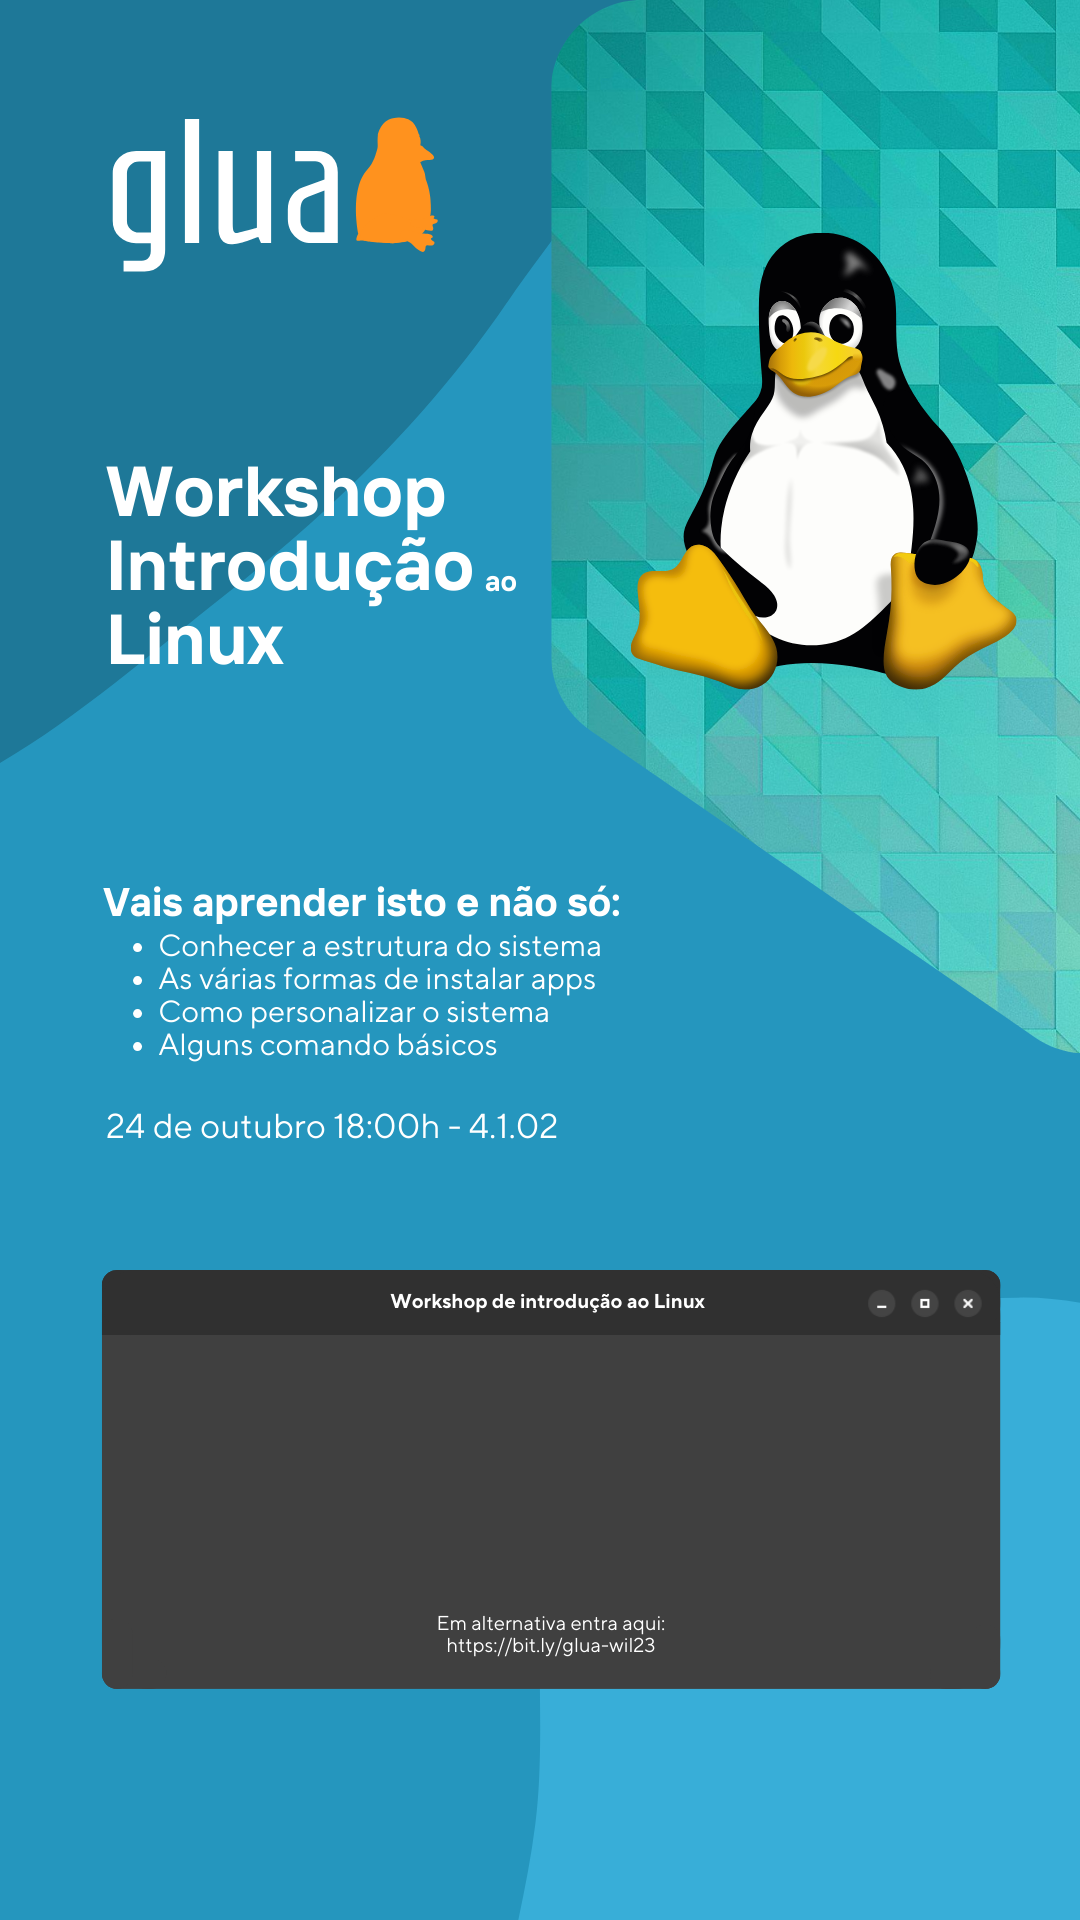 glua
Workshop
Introdução ao
Linux
Vais aprender isto e não só:
• Conhecer a estrutura do sistema
• As várias formas de instalar apps
• Como personalizar o sistema
• Alguns comando básicos
24 de outubro 18:00h - 4.1.02
Workshop de introdução ao Linux
Em alternativa entra aqui:
https://bit.ly/glua-wil23